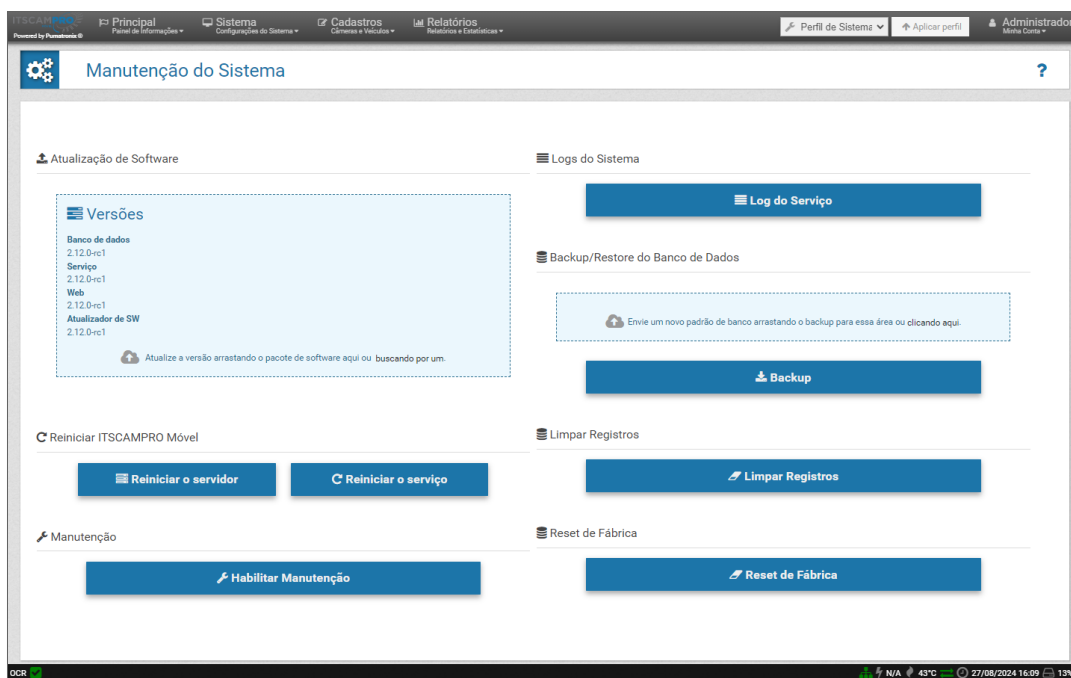 ITSCAMPRO
Powered by Pumatronix ®
Principal
Painel de Informações
Sistema
Configurações do Sistema
Cadastros
Câmeras e Veículos
Relatórios
Relatórios e Estatísticas
Perfil de Sistema
Aplicar perfil
Administrador
Minha Conta
Manutenção do Sistema
?
Atualização de Software
Versões
Banco de dados
2.12.0-rc1
Serviço
2.12.0-rc1
Web
2.12.0-rc1
Atualizador de SW
2.12.0-rc1
Atualize a versão arrastando o pacote de software aqui ou buscando por um.
Reiniciar ITSCAMPRO Móvel
Reiniciar o servidor
Reiniciar o serviço
Manutenção
Habilitar Manutenção
Logs do Sistema
Log do Serviço
Backup/Restore do Banco de Dados
Envie um novo padrão de banco arrastando o backup para essa área ou clicando aqui.
Backup
Limpar Registros
Limpar Registros
Reset de Fábrica
Reset de Fábrica
OCR
N/A
43°C
27/08/2024 16:09
13%